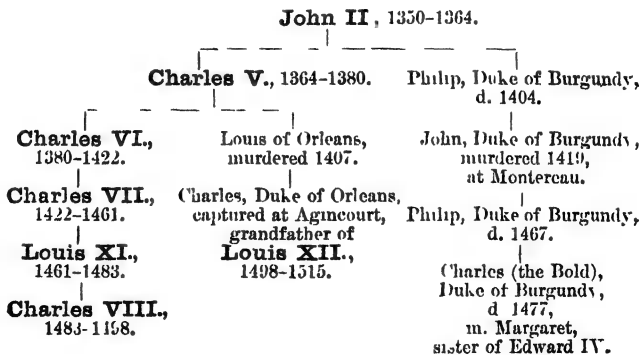 John II, 1350–1364.
Charles V., 1364–1380.
Philip, Duke of Burgundy,
d. 1404.
Charles VI.,
1380–1422.
Louis of Orleans,
murdered 1407.
John, Duke of Burgundy,
murdered 1419,
at Montereau.
Charles VII.,
1422–1461.
Charles, Duke of Orleans,
captured at Agincourt,
grandfather of
Louis XII.,
1498–1515.
Philip, Duke of Burgundy,
d. 1467.
Louis XI.,
1461–1483.
Charles (the Bold),
Duke of Burgundy,
d 1477,
m. Margaret,
sister of Edward IV.
Charles VIII.,
1483–1498.